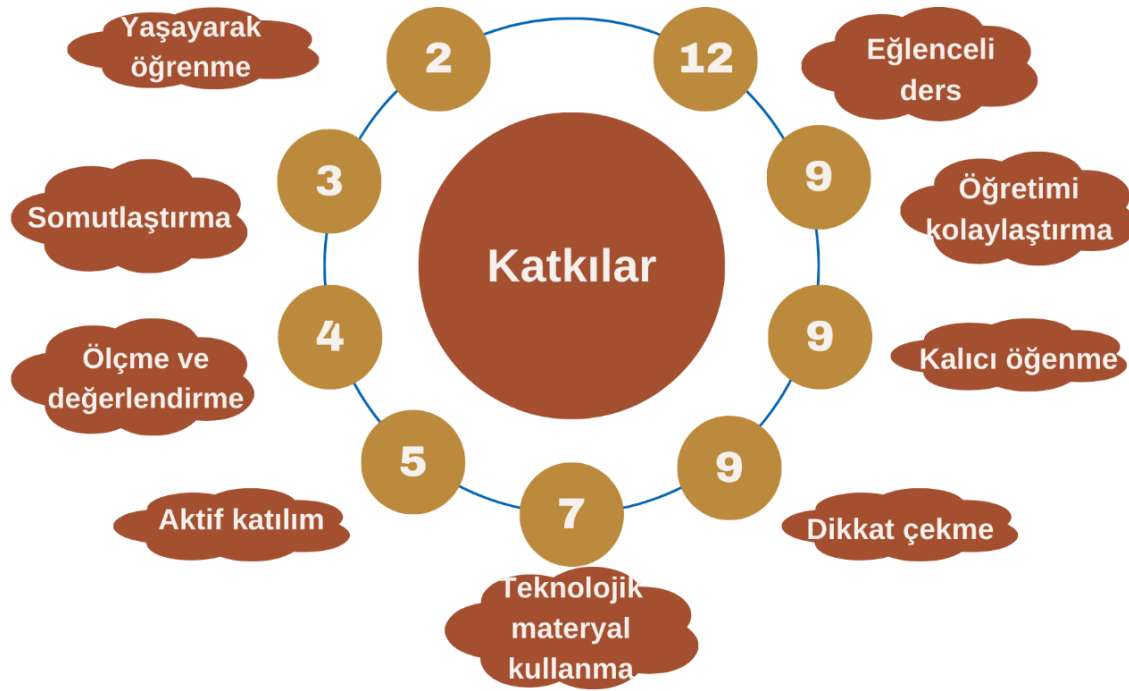 Yaşayarak
öğrenme
2
12
Eğlenceli
ders
3
9
Öğretimi
kolaylaştırma
Somutlaştırma
Katkılar
4
9
Ölçme ve
değerlendirme
Kalıcı öğenme
5
9
7
Aktif katılım
Dikkat çekme
Teknolojik
materyal
kullanma